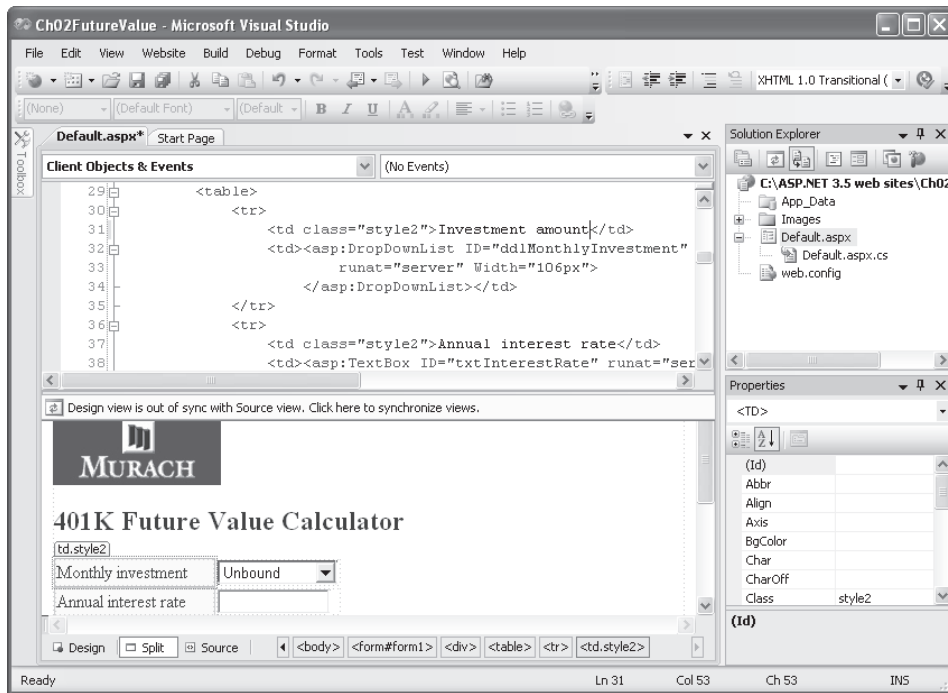 Ch02FutureValue - Microsoft Visual Studio
File Edit View Website Build Debug Format Tools Test Window Help
XHTML 1.0 Transitional (
(None) (Default Font) (Default B I U A
Toolbox
Default.aspx* Start Page
Client Objects & Events (No Events)
29 <table>
30 <tr>
31 <td class="style2">Investment amount</td>
32 <td><asp:DropDownList ID="ddlMonthlyInvestment"
33 runat="server" Width="106px">
34 </asp:DropDownList></td>
35 </tr>
36 <tr>
37 <td class="style2">Annual interest rate</td>
38 <td><asp:TextBox ID="txtInterestRate" runat="ser
Design view is out of sync with Source view. Click here to synchronize views.
MURACH
401K Future Value Calculator
td.style2
Monthly investment Unbound
Annual interest rate
Design Split Source <body> <form#form1> <div> <table> <tr> <td.style2>
Solution Explorer
C:\ASP.NET 3.5 web sites\Ch02
App_Data
Images
Default.aspx
Default.aspx.cs
web.config
Properties
<TD>
A
Z
(Id)
Abbr
Align
Axis
BgColor
Char
CharOff
Class style2
(Id)
Ready Ln 31 Col 53 Ch 53 INS